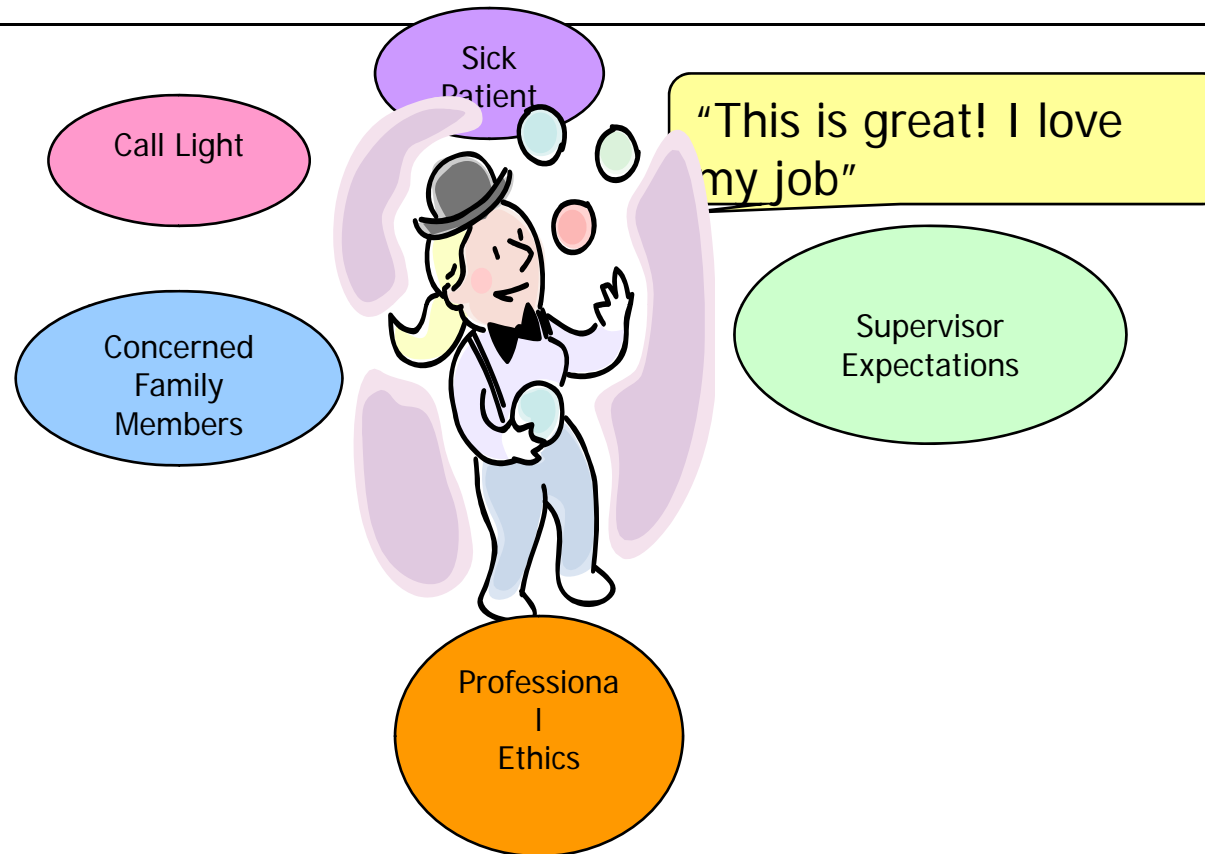 Sick
Patient
Call Light
"This is great! I love
my job"
Concerned
Family
Members
Supervisor
Expectations
Professiona
l
Ethics